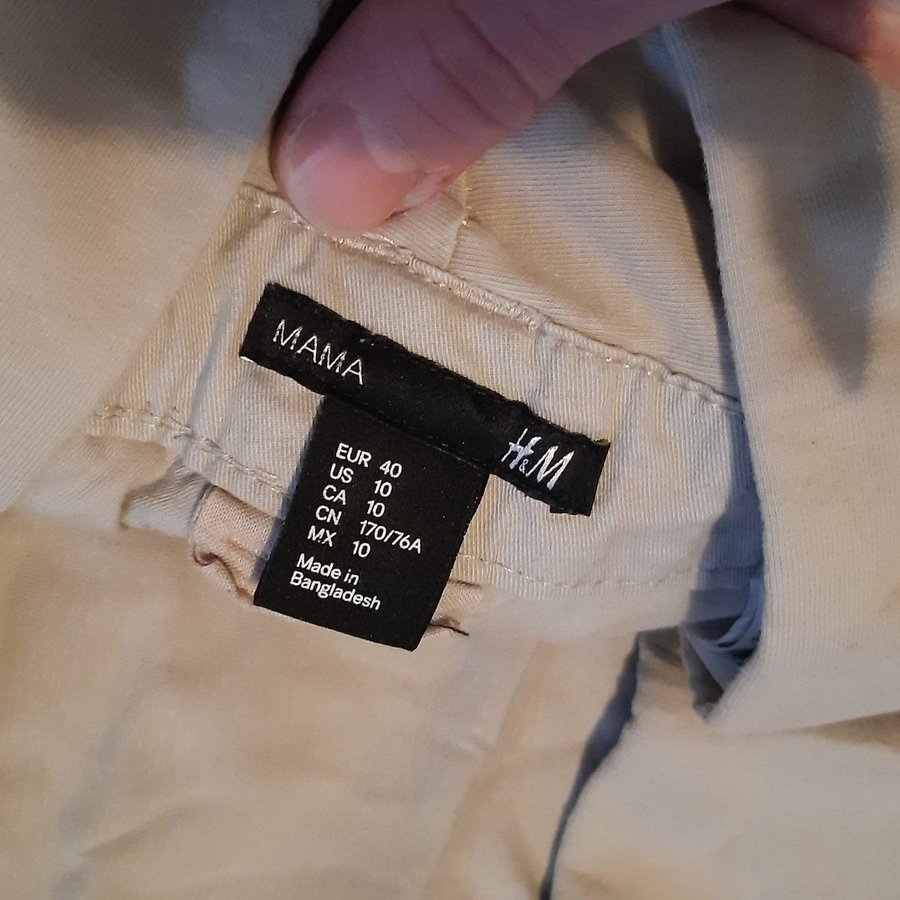 MAMA
H&M
EUR 40
US 10
CA 10
CN 170/76A
MX 10
Made in
Bangladesh